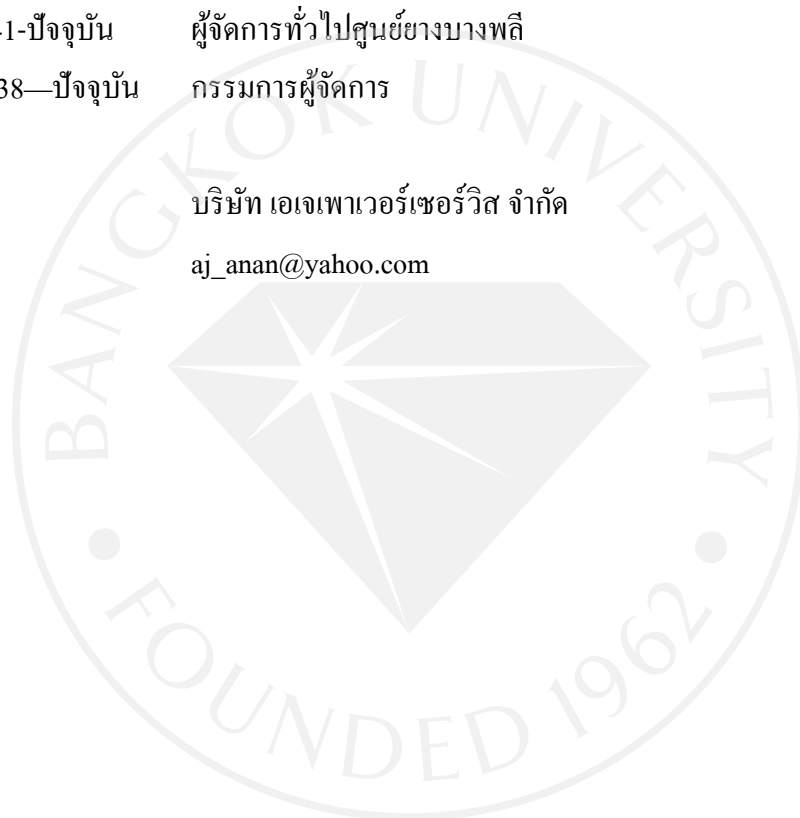 1-ปัจจุบัน ผู้จัดการทั่วไปศูนย์ยางบางพลี
38—ปัจจุบัน กรรมการผู้จัดการ
บริษัท เอเจเพาเวอร์เซอร์วิส จำกัด
aj_anan@yahoo.com
BANGKOK UNIVERSITY
FOUNDED 1962